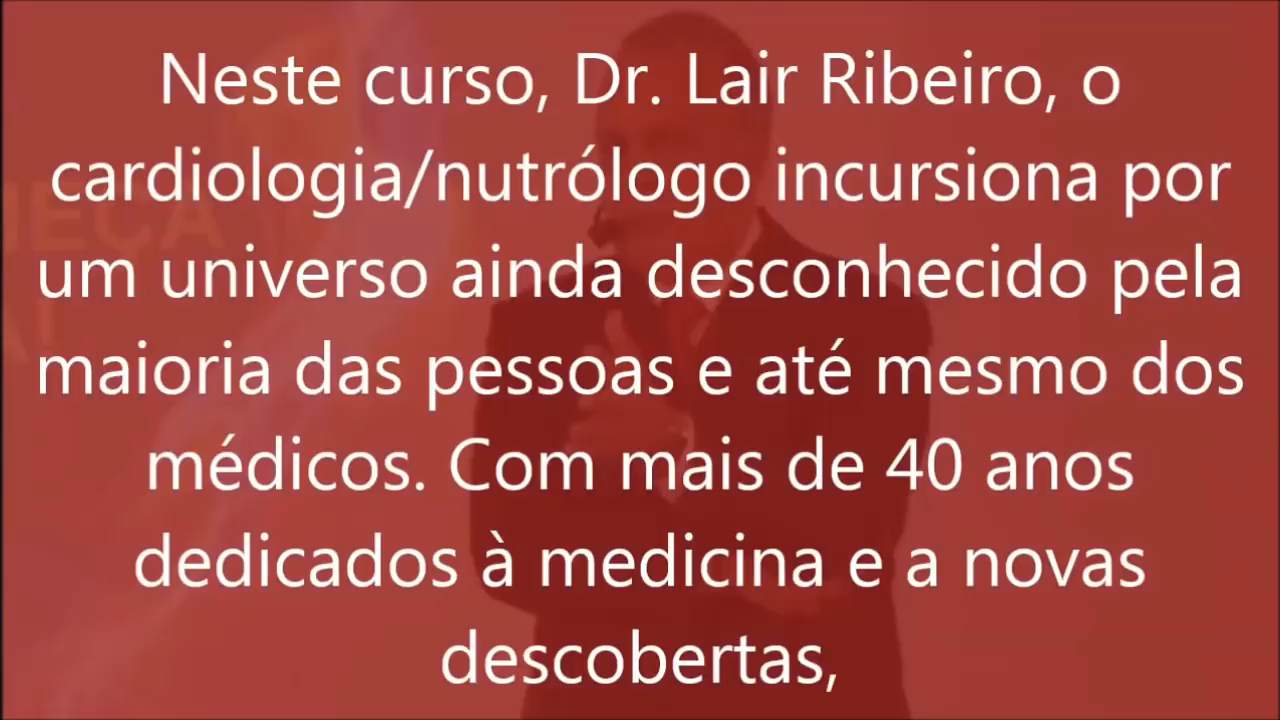 Neste curso, Dr. Lair Ribeiro, o
cardiologia/nutrólogo incursiona por
um universo ainda desconhecido pela
maioria das pessoas e até mesmo dos
médicos. Com mais de 40 anos
dedicados à medicina e a novas
descobertas,